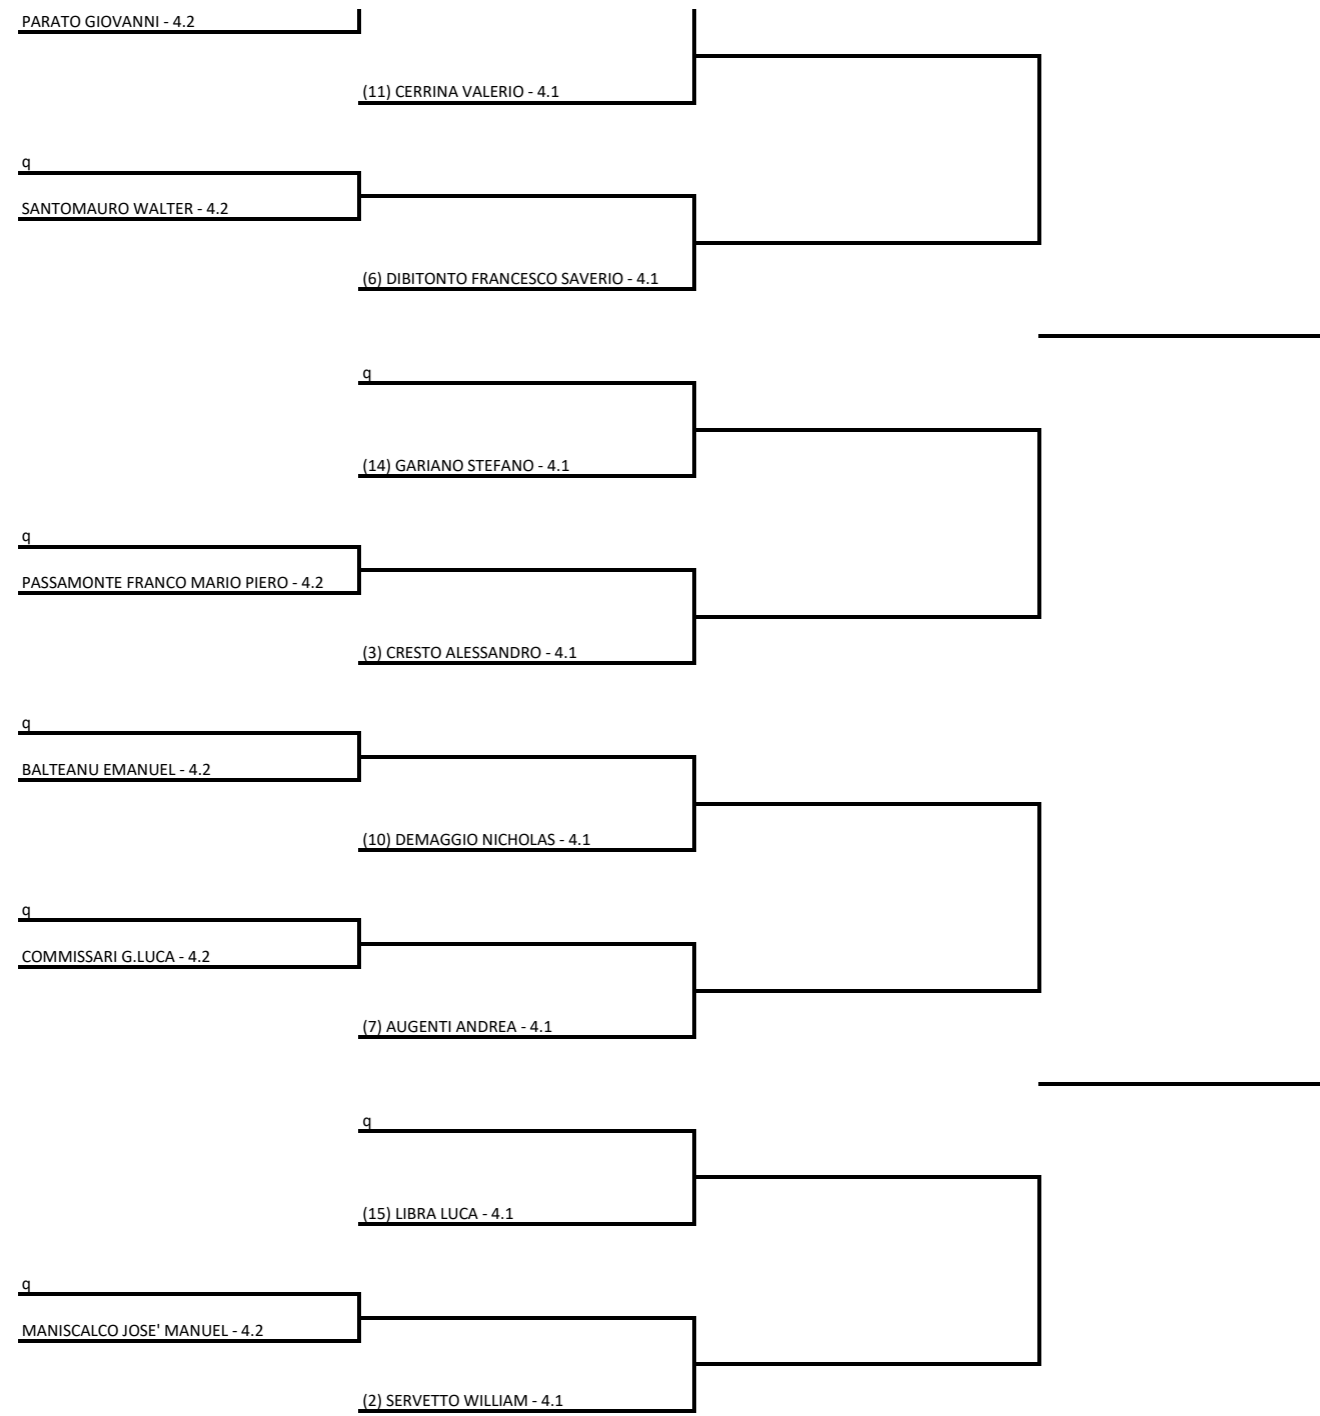 PARATO GIOVANNI - 4.2
(11) CERRINA VALERIO - 4.1
q
SANTOMAURO WALTER - 4.2
(6) DIBITONTO FRANCESCO SAVERIO - 4.1
q
(14) GARIANO STEFANO - 4.1
q
PASSAMONTE FRANCO MARIO PIERO - 4.2
(3) CRESTO ALESSANDRO - 4.1
q
BALTEANU EMANUEL - 4.2
(10) DEMAGGIO NICHOLAS - 4.1
q
COMMISSARI G.LUCA - 4.2
(7) AUGENTI ANDREA - 4.1
q
(15) LIBRA LUCA - 4.1
q
MANISCALCO JOSE' MANUEL - 4.2
(2) SERVETTO WILLIAM - 4.1